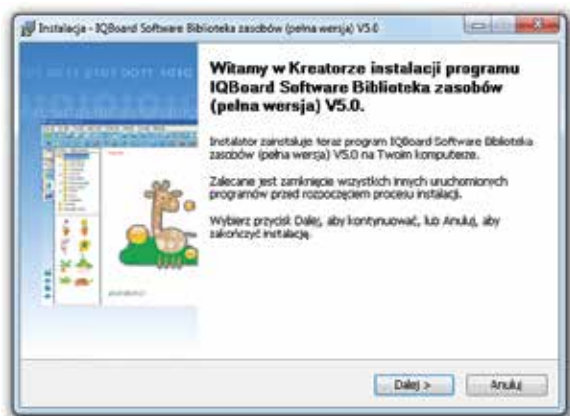 Instalacja - IQBoard Software Biblioteka zasobów (pełna wersja) V5.0
Witamy w Kreatorze instalacji programu
IQBoard Software Biblioteka zasobów
(pełna wersja) V5.0.
Instalator zainstaluje teraz program IQBoard Software Biblioteka
zasobów (pełna wersja) V5.0 na Twoim komputerze.
Zalecane jest zamknięcie wszystkich innych uruchomionych
programów przed rozpoczęciem procesu instalacji.
Wybierz przycisk Dalej, aby kontynuować, lub Anuluj, aby
zakończyć instalację.
Dalej >
Anuluj